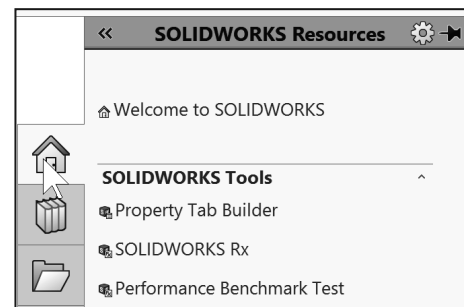 « SOLIDWORKS Resources
Welcome to SOLIDWORKS
SOLIDWORKS Tools
Property Tab Builder
SOLIDWORKS Rx
Performance Benchmark Test